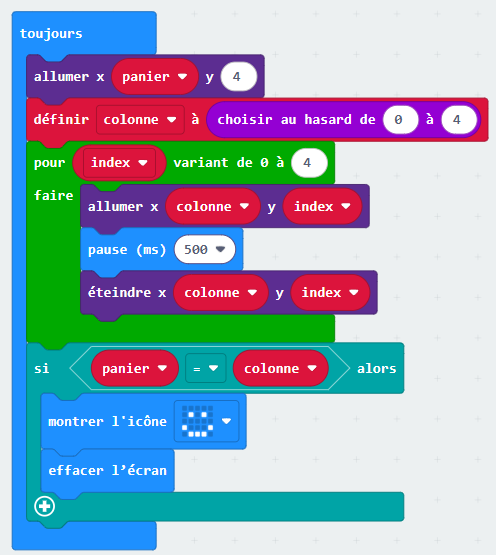 toujours
allumer x panier y 4
définir colonne à choisir au hasard de 0 à 4
pour index variant de 0 à 4
faire
allumer x colonne y index
pause (ms) 500
éteindre x colonne y index
si panier = colonne alors
montrer l'icône
effacer l’écran